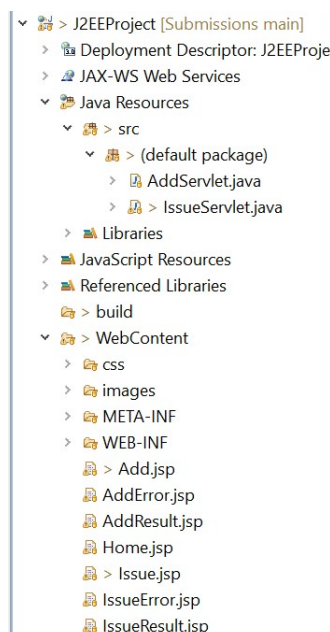 > J2EEProject [Submissions main]
Deployment Descriptor: J2EEProje
JAX-WS Web Services
Java Resources
> src
> (default package)
AddServlet.java
> IssueServlet.java
Libraries
JavaScript Resources
Referenced Libraries
> build
> WebContent
css
images
META-INF
WEB-INF
> Add.jsp
AddError.jsp
AddResult.jsp
Home.jsp
> Issue.jsp
IssueError.jsp
IssueResult.jsp